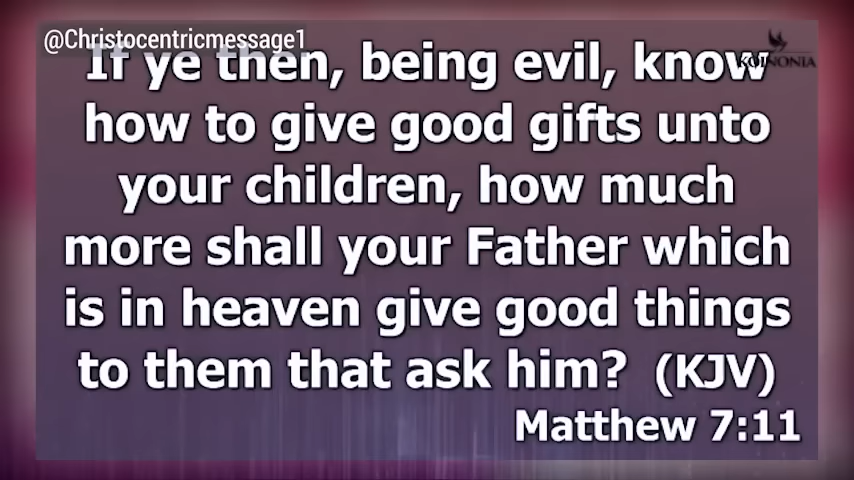 @Christocentricmessage1
KOINONIA
If ye then, being evil, know
how to give good gifts unto
your children, how much
more shall your Father which
is in heaven give good things
to them that ask him? (KJV)
Matthew 7:11